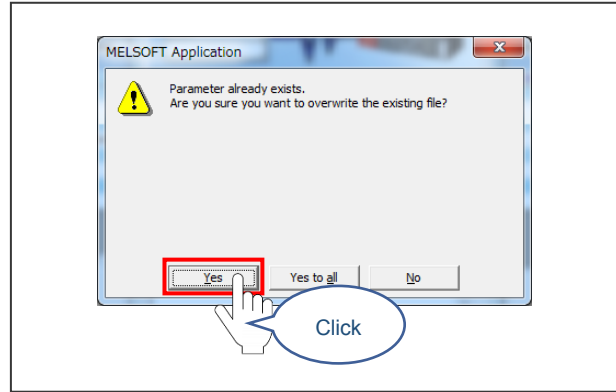 MELSOFT Application
Parameter already exists.
Are you sure you want to overwrite the existing file?
Yes
Yes to all
No
Click